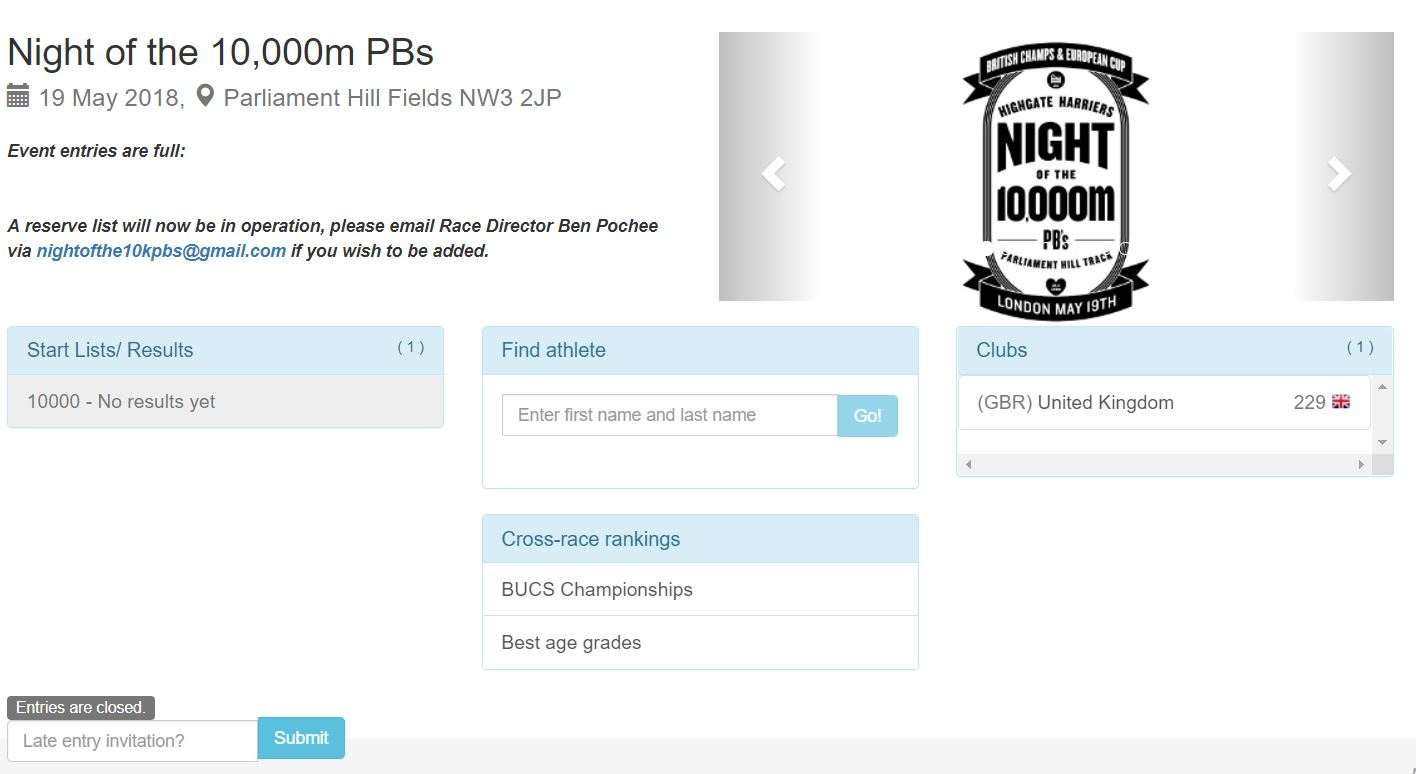 Night of the 10,000m PBs
19 May 2018, Parliament Hill Fields NW3 2JP
Event entries are full:
A reserve list will now be in operation, please email Race Director Ben Pochee
via nightofthe10kpbs@gmail.com if you wish to be added.
BRITISH CHAMPS & EUROPEAN CUP
HIGHGATE HARRIERS
NIGHT
OF THE
10,000m
PB's
PARLIAMENT HILL TRACK
LONDON MAY 19TH
Start Lists/ Results ( 1 )
10000 - No results yet
Find athlete
Enter first name and last name Go!
Clubs ( 1 )
(GBR) United Kingdom 229
Cross-race rankings
BUCS Championships
Best age grades
Entries are closed.
Late entry invitation? Submit